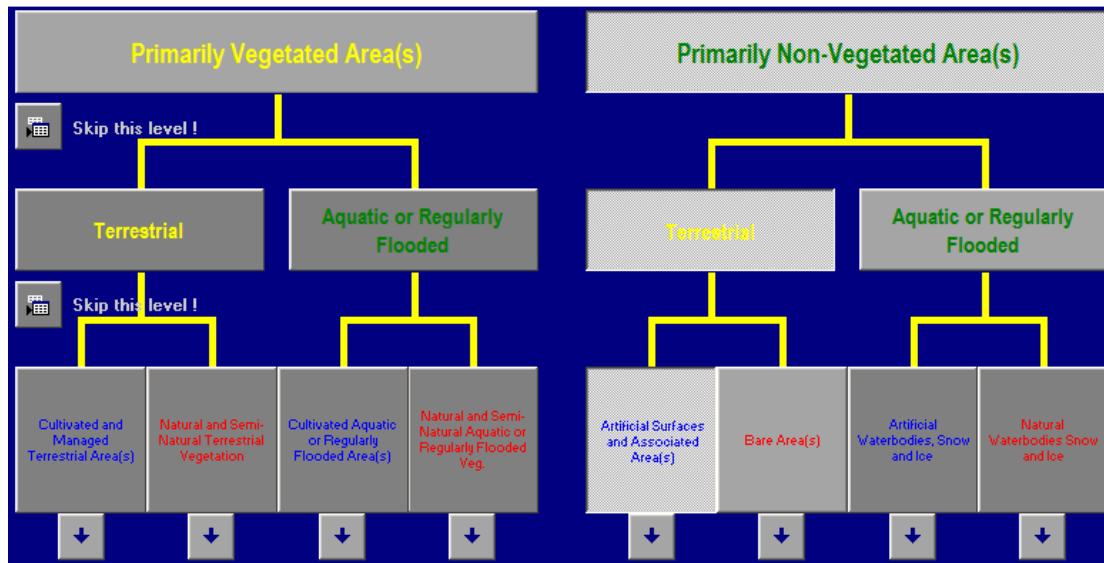 Primarily Vegetated Area(s)
Primarily Non-Vegetated Area(s)
Skip this level !
Terrestrial
Aquatic or Regularly
Flooded
Terrestrial
Aquatic or Regularly
Flooded
Skip this level !
Cultivated and
Managed
Terrestrial Area(s)
Natural and Semi-
Natural Terrestrial
Vegetation
Cultivated Aquatic
or Regularly
Flooded Area(s)
Natural and Semi-
Natural Aquatic or
Regularly Flooded
Veg.
Artificial Surfaces
and Associated
Area(s)
Bare Area(s)
Artificial
Waterbodies, Snow
and Ice
Natural
Waterbodies Snow
and Ice